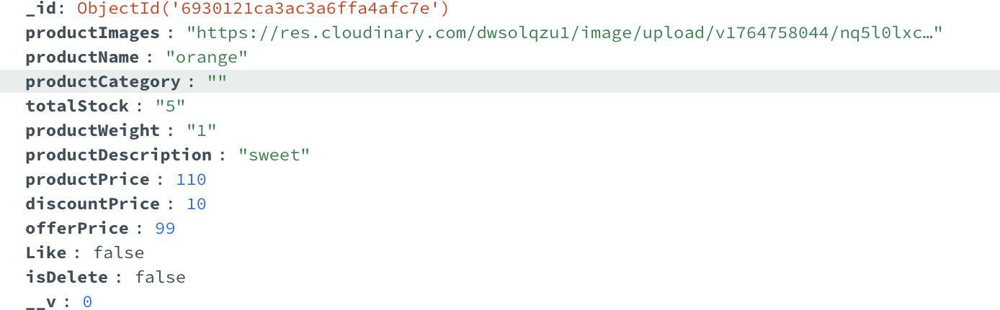 _id: ObjectId('6930121ca3ac3a6ffa4afc7e')
productImages : "https://res.cloudinary.com/dwsolqzu1/image/upload/v1764758044/nq5l0lxc…"
productName : "orange"
productCategory : ""
totalStock : "5"
productWeight : "1"
productDescription : "sweet"
productPrice : 110
discountPrice : 10
offerPrice : 99
Like : false
isDelete : false
__v : 0